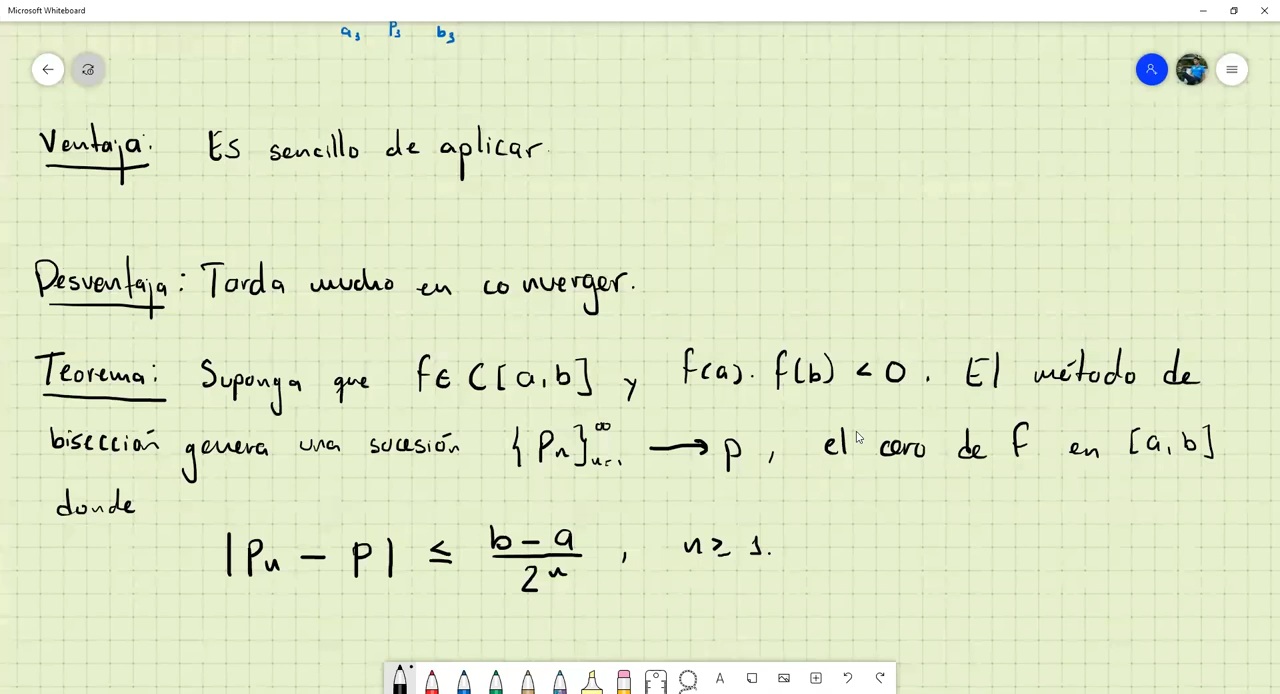 Microsoft Whiteboard
a₃ P₃ b₃
Ventaja: Es sencillo de aplicar.
Desventaja: Tarda mucho en converger.
Teorema: Suponga que f ∈ C[a,b] y f(a). f(b) < 0. El método de
bisección genera una sucesión {Pn}_{n=1}^∞ ⟶ p, el cero de f en [a,b]
donde
|Pn − p| ≤ (b − a)/2^n, n ≥ 1.
A